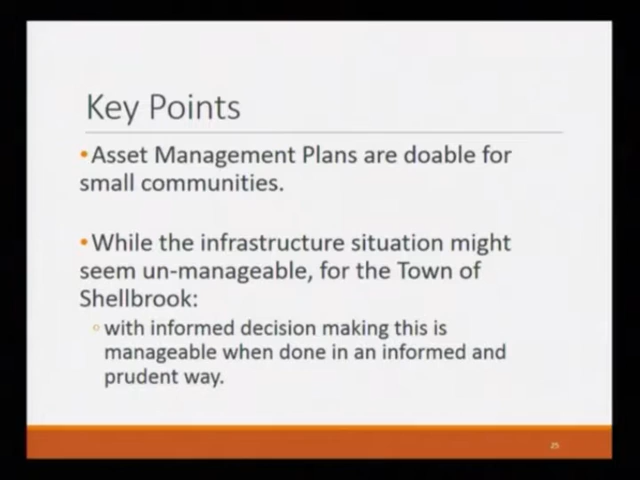 Key Points
•Asset Management Plans are doable for
small communities.
•While the infrastructure situation might
seem un-manageable, for the Town of
Shellbrook:
◦with informed decision making this is
manageable when done in an informed and
prudent way.
25